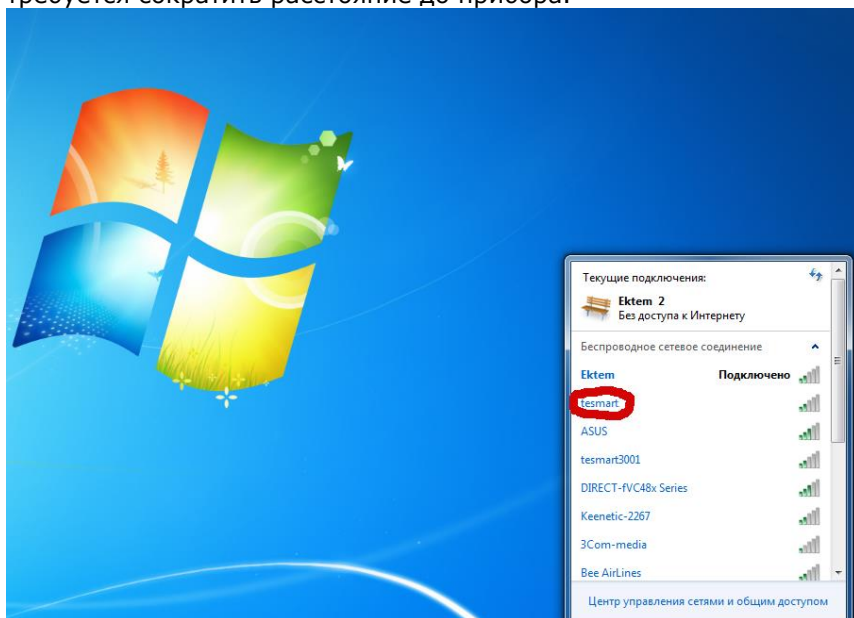 требуется сократить расстояние до прибора.
Текущие подключения:
Ektem 2
Без доступа к Интернету
Беспроводное сетевое соединение
Ektem Подключено
tesmart
ASUS
tesmart3001
DIRECT-fVC48x Series
Keenetic-2267
3Com-media
Bee AirLines
Центр управления сетями и общим доступом